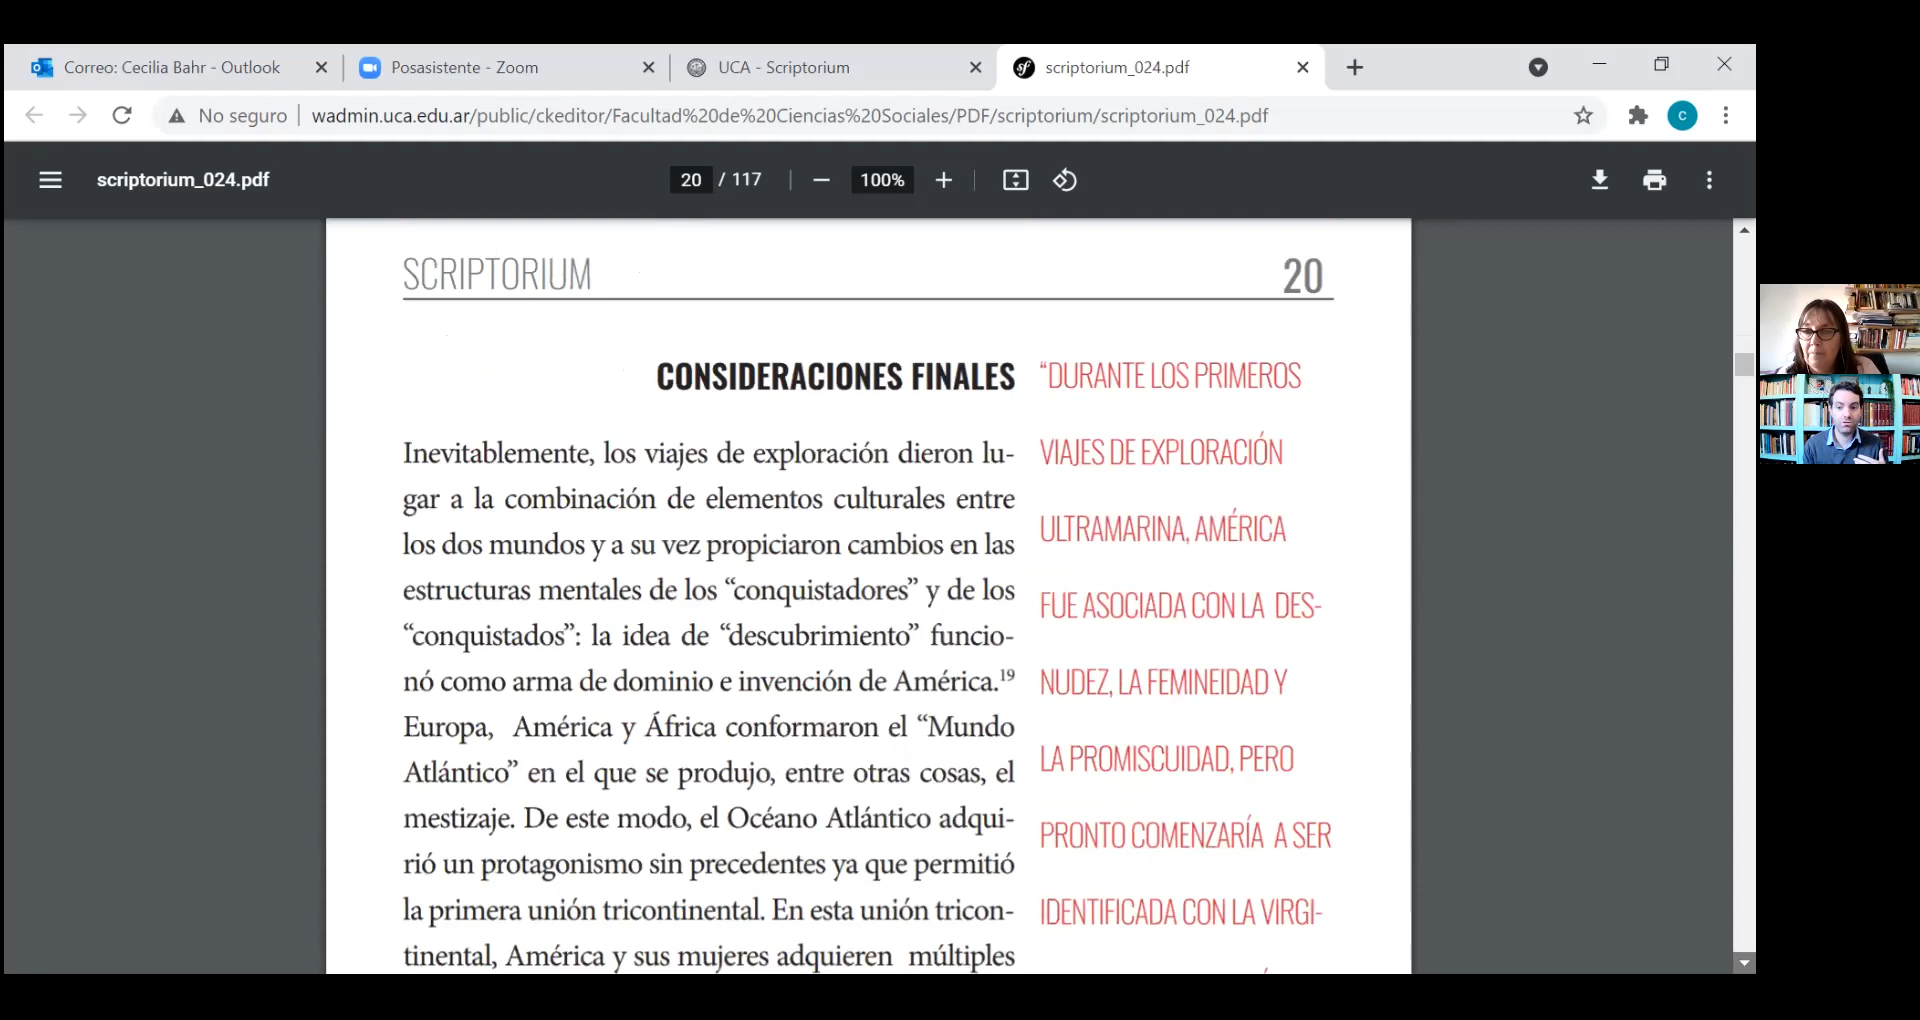 Correo: Cecilia Bahr - Outlook
Posasistente - Zoom
UCA - Scriptorium
scriptorium_024.pdf
No seguro
wadmin.uca.edu.ar/public/ckeditor/Facultad%20de%20Ciencias%20Sociales/PDF/scriptorium/scriptorium_024.pdf
C
scriptorium_024.pdf
20 / 117
100%
SCRIPTORIUM
20
CONSIDERACIONES FINALES
Inevitablemente, los viajes de exploración dieron lu-
gar a la combinación de elementos culturales entre
los dos mundos y a su vez propiciaron cambios en las
estructuras mentales de los “conquistadores” y de los
“conquistados”: la idea de “descubrimiento” funcio-
nó como arma de dominio e invención de América.¹⁹
Europa, América y África conformaron el “Mundo
Atlántico” en el que se produjo, entre otras cosas, el
mestizaje. De este modo, el Océano Atlántico adqui-
rió un protagonismo sin precedentes ya que permitió
la primera unión tricontinental. En esta unión tricon-
tinental, América y sus mujeres adquieren múltiples
“DURANTE LOS PRIMEROS
VIAJES DE EXPLORACIÓN
ULTRAMARINA, AMÉRICA
FUE ASOCIADA CON LA DES-
NUDEZ, LA FEMINEIDAD Y
LA PROMISCUIDAD, PERO
PRONTO COMENZARÍA A SER
IDENTIFICADA CON LA VIRGI-